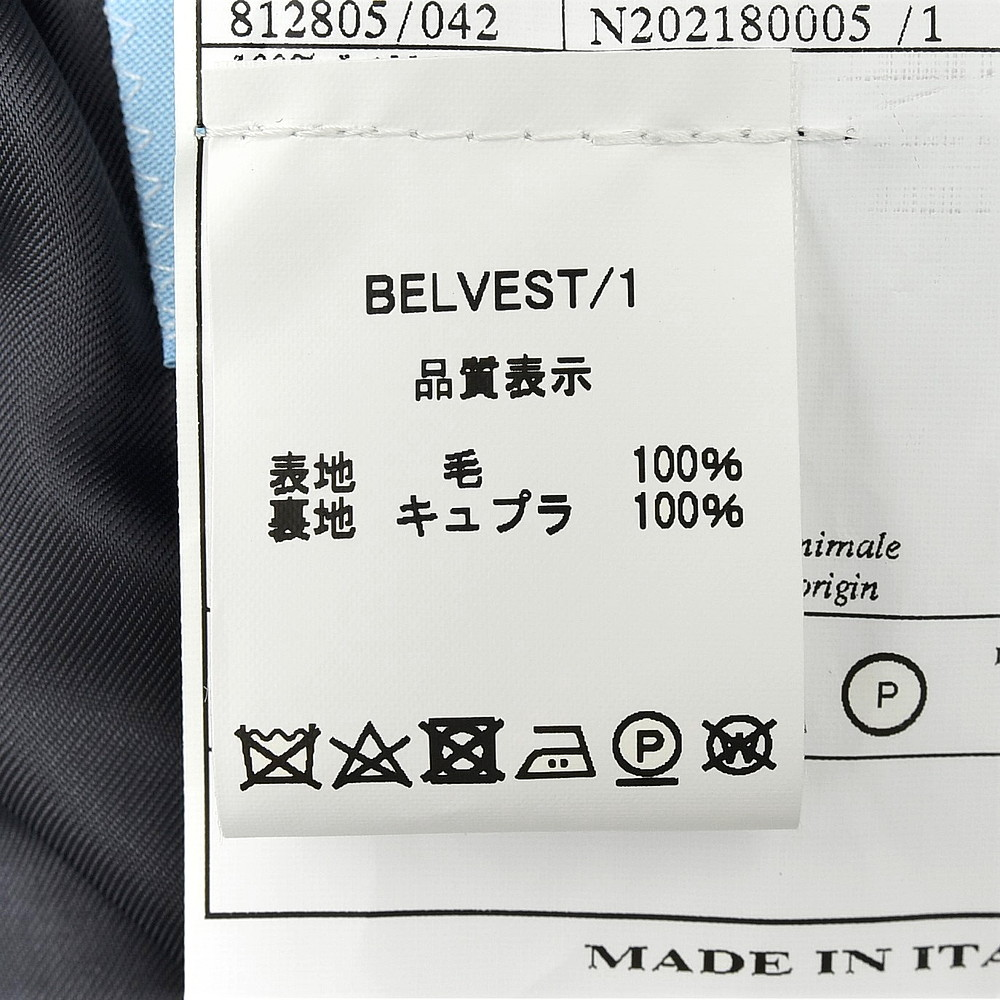 812805/042 N202180005 /1
BELVEST/1
品質表示
表地 毛 100%
裏地 キュプラ 100%
nimale
origin
P
P
W
MADE IN ITA